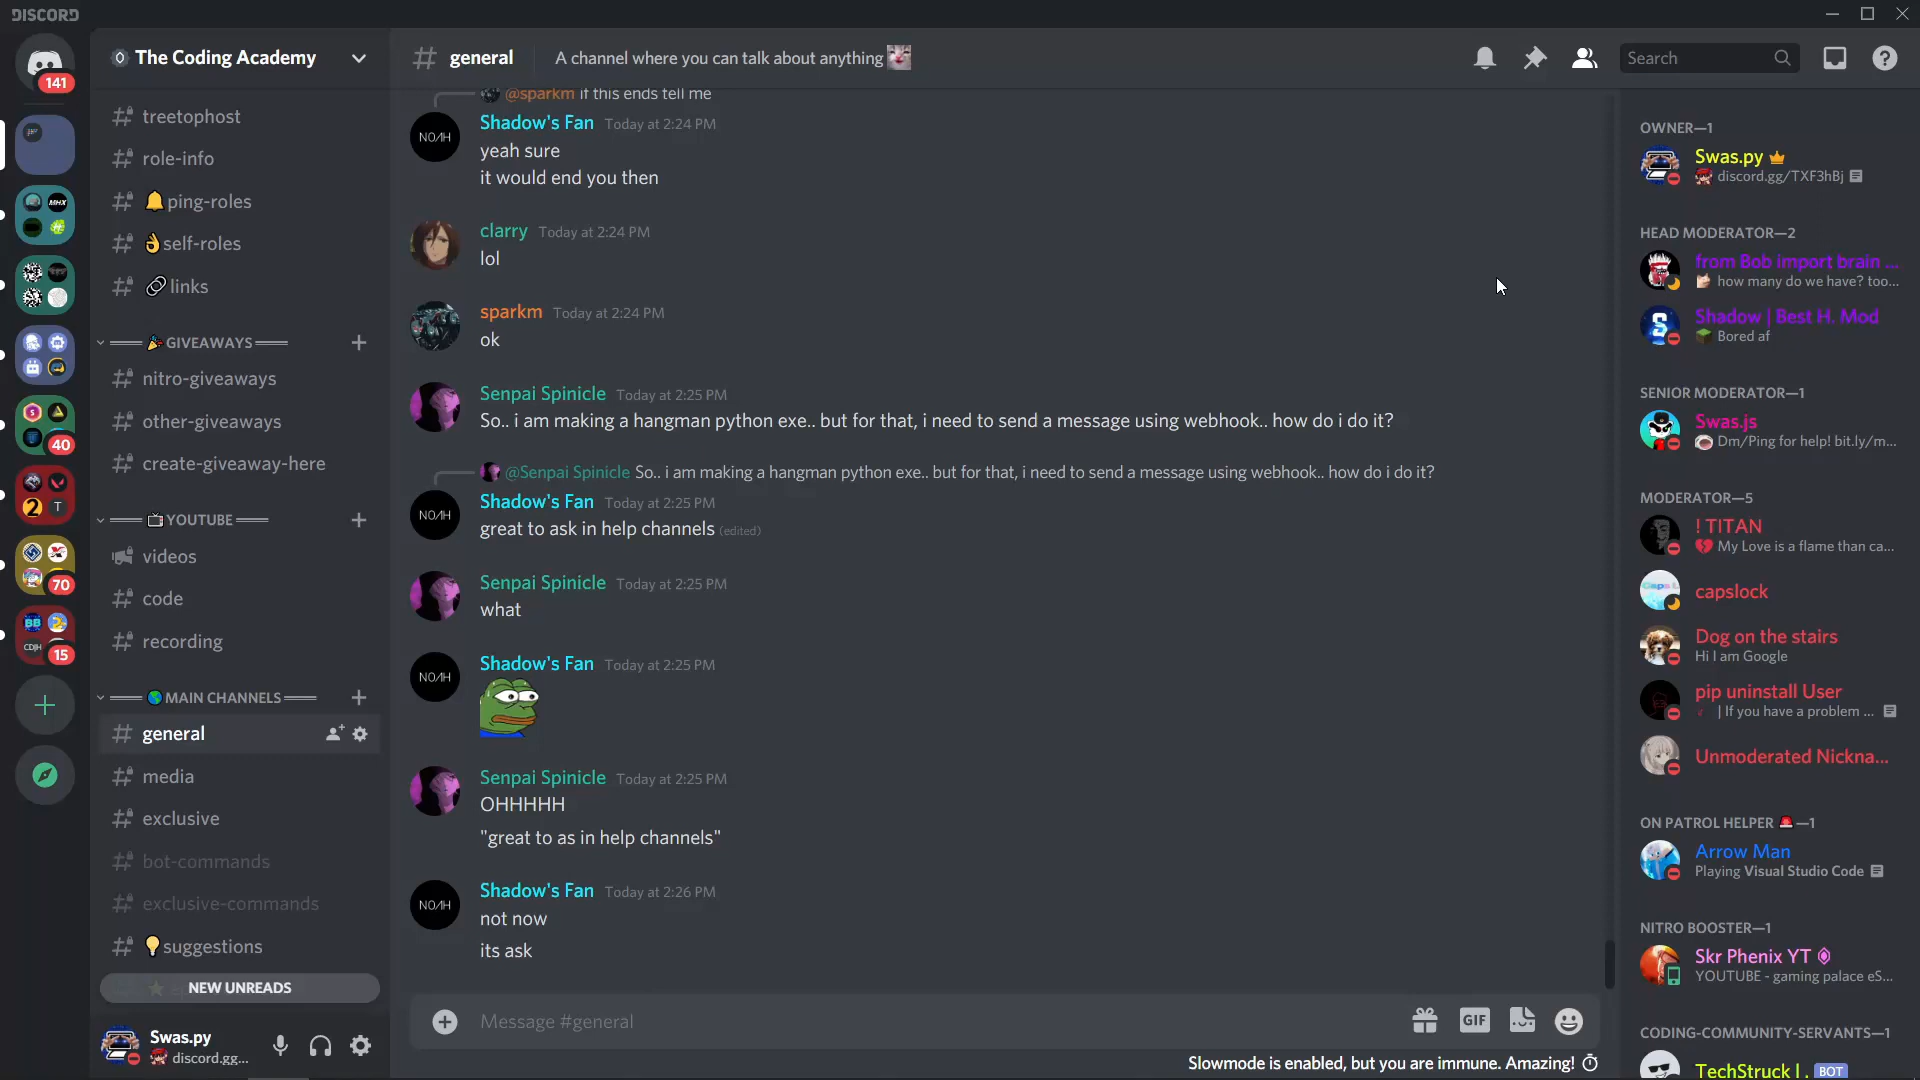 DISCORD
141
40
2
T
70
BB
CDJH
15
MHX
The Coding Academy
treetophost
role-info
ping-roles
self-roles
links
GIVEAWAYS
nitro-giveaways
other-giveaways
create-giveaway-here
YOUTUBE
videos
code
recording
MAIN CHANNELS
general
media
exclusive
bot-commands
exclusive-commands
suggestions
NEW UNREADS
Swas.py
discord.gg...
general
A channel where you can talk about anything
Search
@sparkm if this ends tell me
NO/\H
Shadow's Fan Today at 2:24 PM
yeah sure
it would end you then
clarry Today at 2:24 PM
lol
sparkm Today at 2:24 PM
ok
Senpai Spinicle Today at 2:25 PM
So.. i am making a hangman python exe.. but for that, i need to send a message using webhook.. how do i do it?
@Senpai Spinicle So.. i am making a hangman python exe.. but for that, i need to send a message using webhook.. how do i do it?
NO/\H
Shadow's Fan Today at 2:25 PM
great to ask in help channels (edited)
Senpai Spinicle Today at 2:25 PM
what
NO/\H
Shadow's Fan Today at 2:25 PM
Senpai Spinicle Today at 2:25 PM
OHHHHH
"great to as in help channels"
NO/\H
Shadow's Fan Today at 2:26 PM
not now
its ask
Message #general
GIF
Slowmode is enabled, but you are immune. Amazing!
OWNER—1
Swas.py
discord.gg/TXF3hBj
HEAD MODERATOR—2
from Bob import brain ...
how many do we have? too...
Shadow | Best H. Mod
Bored af
SENIOR MODERATOR—1
Swas.js
Dm/Ping for help! bit.ly/m...
MODERATOR—5
! TITAN
My Love is a flame than ca...
capslock
Dog on the stairs
Hi I am Google
pip uninstall User
| If you have a problem ...
Unmoderated Nickna...
ON PATROL HELPER —1
Arrow Man
Playing Visual Studio Code
NITRO BOOSTER—1
Skr Phenix YT
YOUTUBE - gaming palace eS...
CODING-COMMUNITY-SERVANTS—1
TechStruck | . BOT